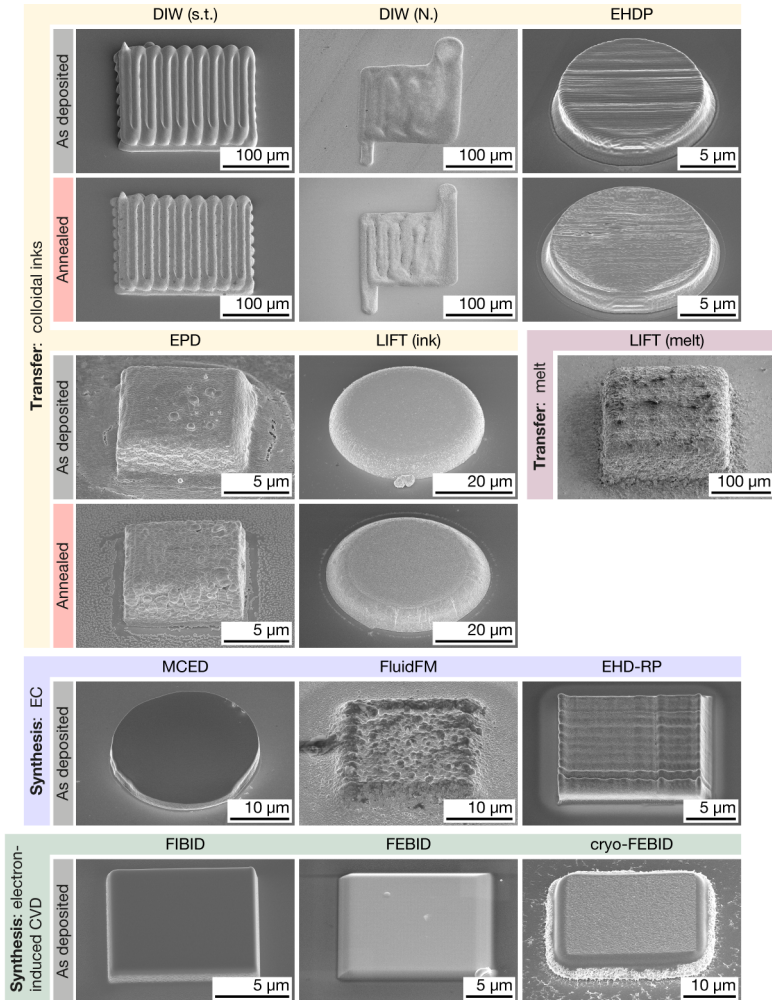 DIW (s.t.)
DIW (N.)
EHDP
As deposited
100 µm
100 µm
5 µm
Annealed
100 µm
100 µm
5 µm
Transfer: colloidal inks
EPD
LIFT (ink)
LIFT (melt)
As deposited
5 µm
20 µm
Transfer: melt
100 µm
Annealed
5 µm
20 µm
MCED
FluidFM
EHD-RP
Synthesis: EC
As deposited
10 µm
10 µm
5 µm
FIBID
FEBID
cryo-FEBID
Synthesis: electron-
induced CVD
As deposited
5 µm
5 µm
10 µm